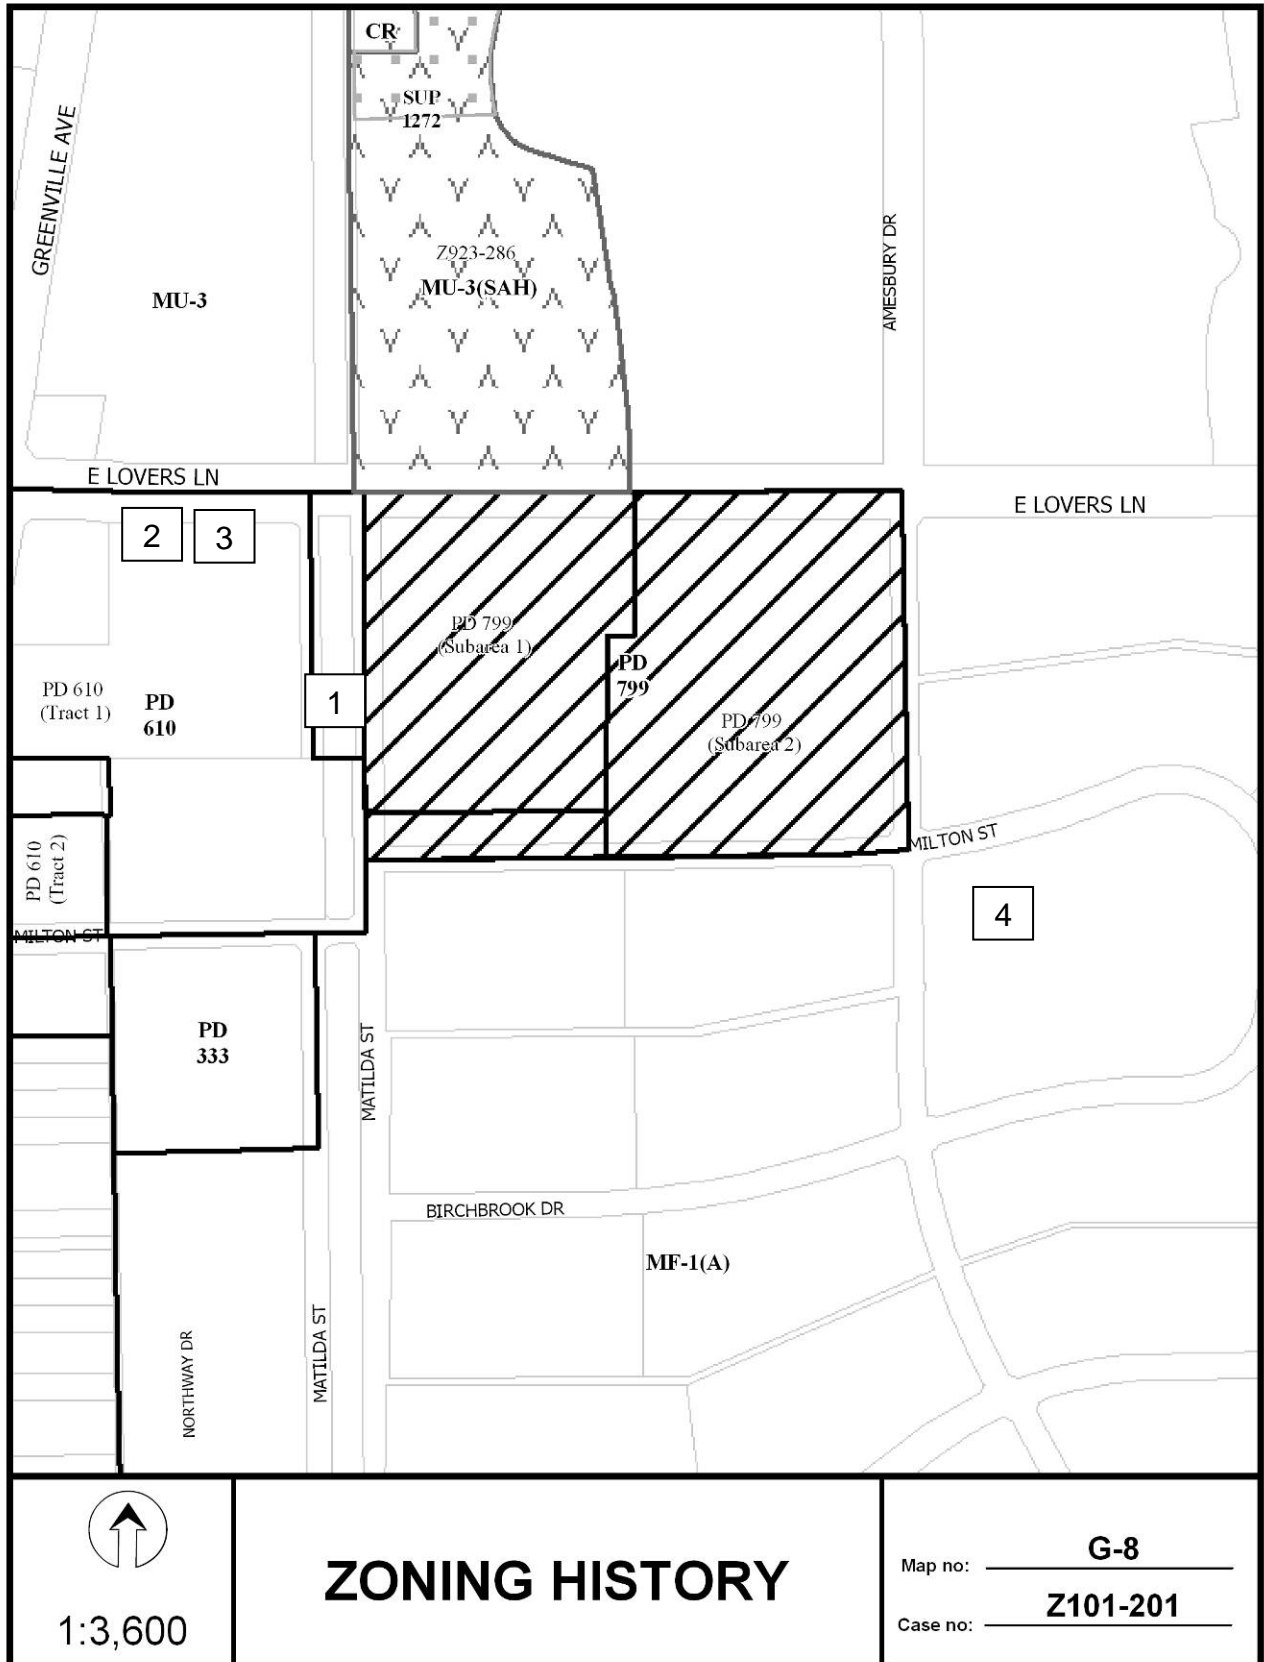 CR
SUP
1272
GREENVILLE AVE
Z923-286
MU-3(SAH)
MU-3
AMESBURY DR
E LOVERS LN
E LOVERS LN
2
3
PD 799
(Subarea 1)
PD
799
PD 610
(Tract 1)
PD
610
1
PD 799
(Subarea 2)
MILTON ST
PD 610
(Tract 2)
4
MILTON ST
PD
333
MATILDA ST
BIRCHBROOK DR
MF-1(A)
NORTHWAY DR
MATILDA ST
1:3,600
ZONING HISTORY
Map no: G-8
Case no: Z101-201